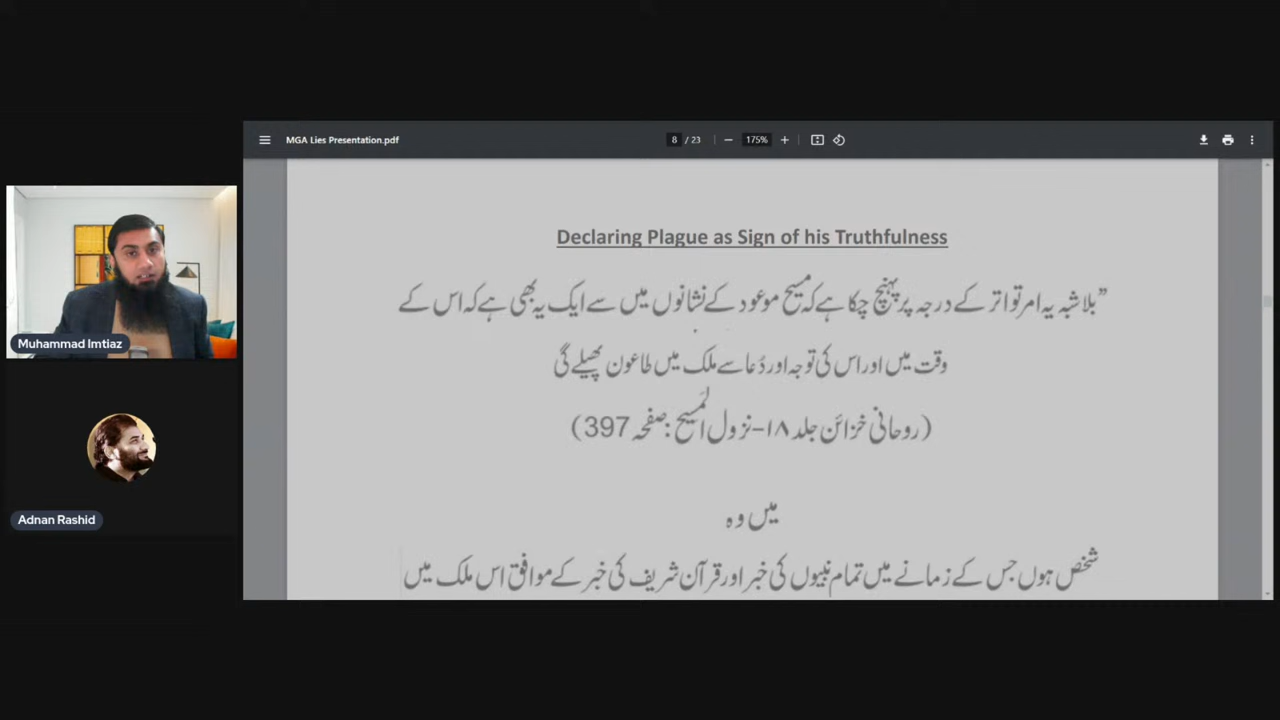 MGA Lies Presentation.pdf
8 / 23
175%
Declaring Plague as Sign of his Truthfulness
”بلاشبہ یہ امر تواتر کے درجہ پر پہنچ چکا ہے کہ مسیح موعود کے نشانوں میں سے ایک یہ بھی ہے کہ اس کے
وقت میں اور اس کی توجہ اور دُعا سے ملک میں طاعون پھیلے گی
(روحانی خزائن جلد ۱۸-نزول المسیح: صفحہ 397)
میں وہ
شخص ہوں جس کے زمانے میں تمام نبیوں کی خبر اور قرآن شریف کی خبر کے موافق اس ملک میں
Muhammad Imtiaz
Adnan Rashid